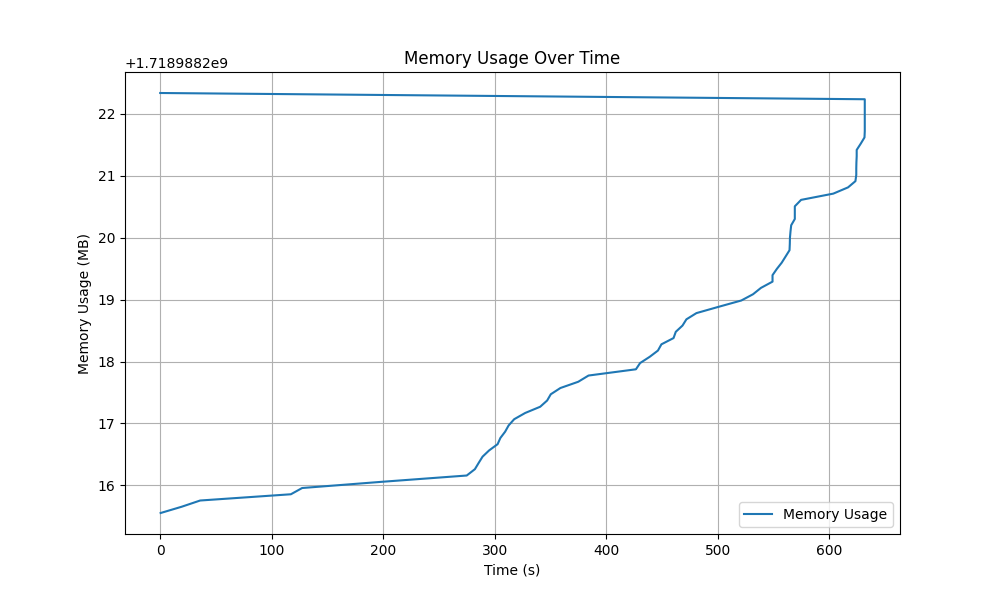 Memory Usage Over Time
+1.7189882e9
Memory Usage (MB)
22
21
20
19
18
17
16
0 100 200 300 400 500 600
Time (s)
Memory Usage